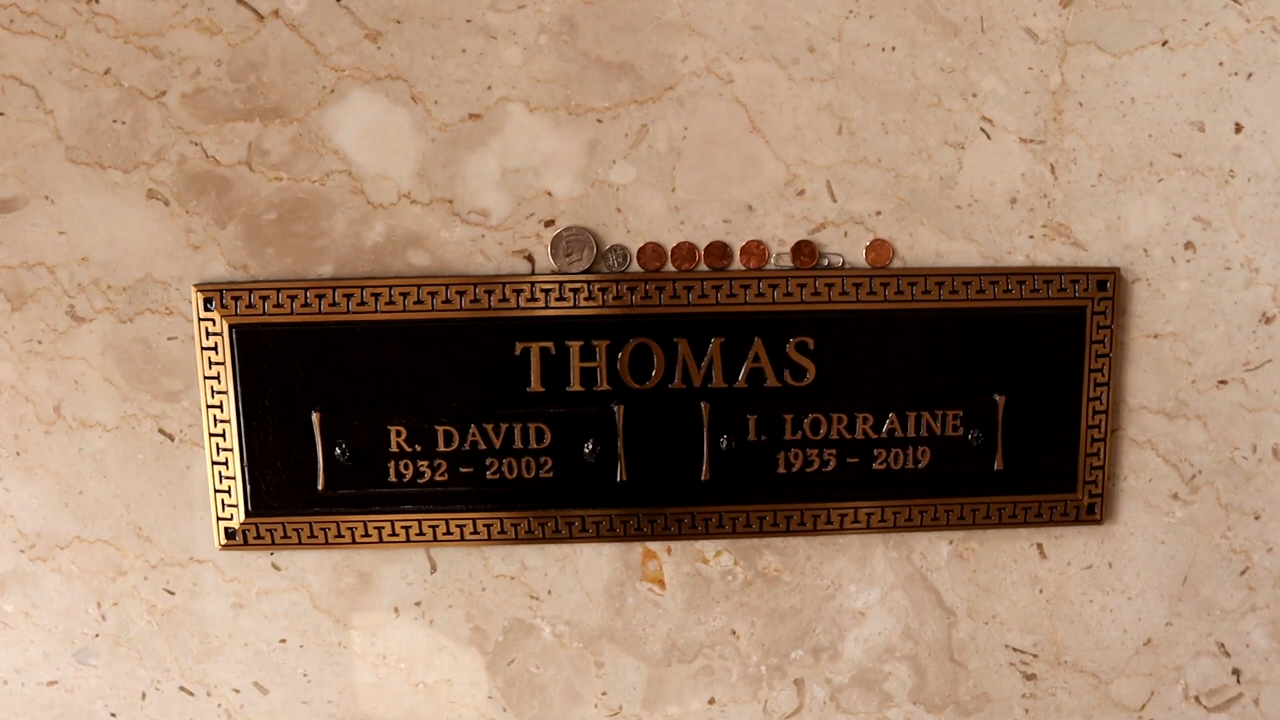 THOMAS
R. DAVID
1932 - 2002
I. LORRAINE
1935 - 2019